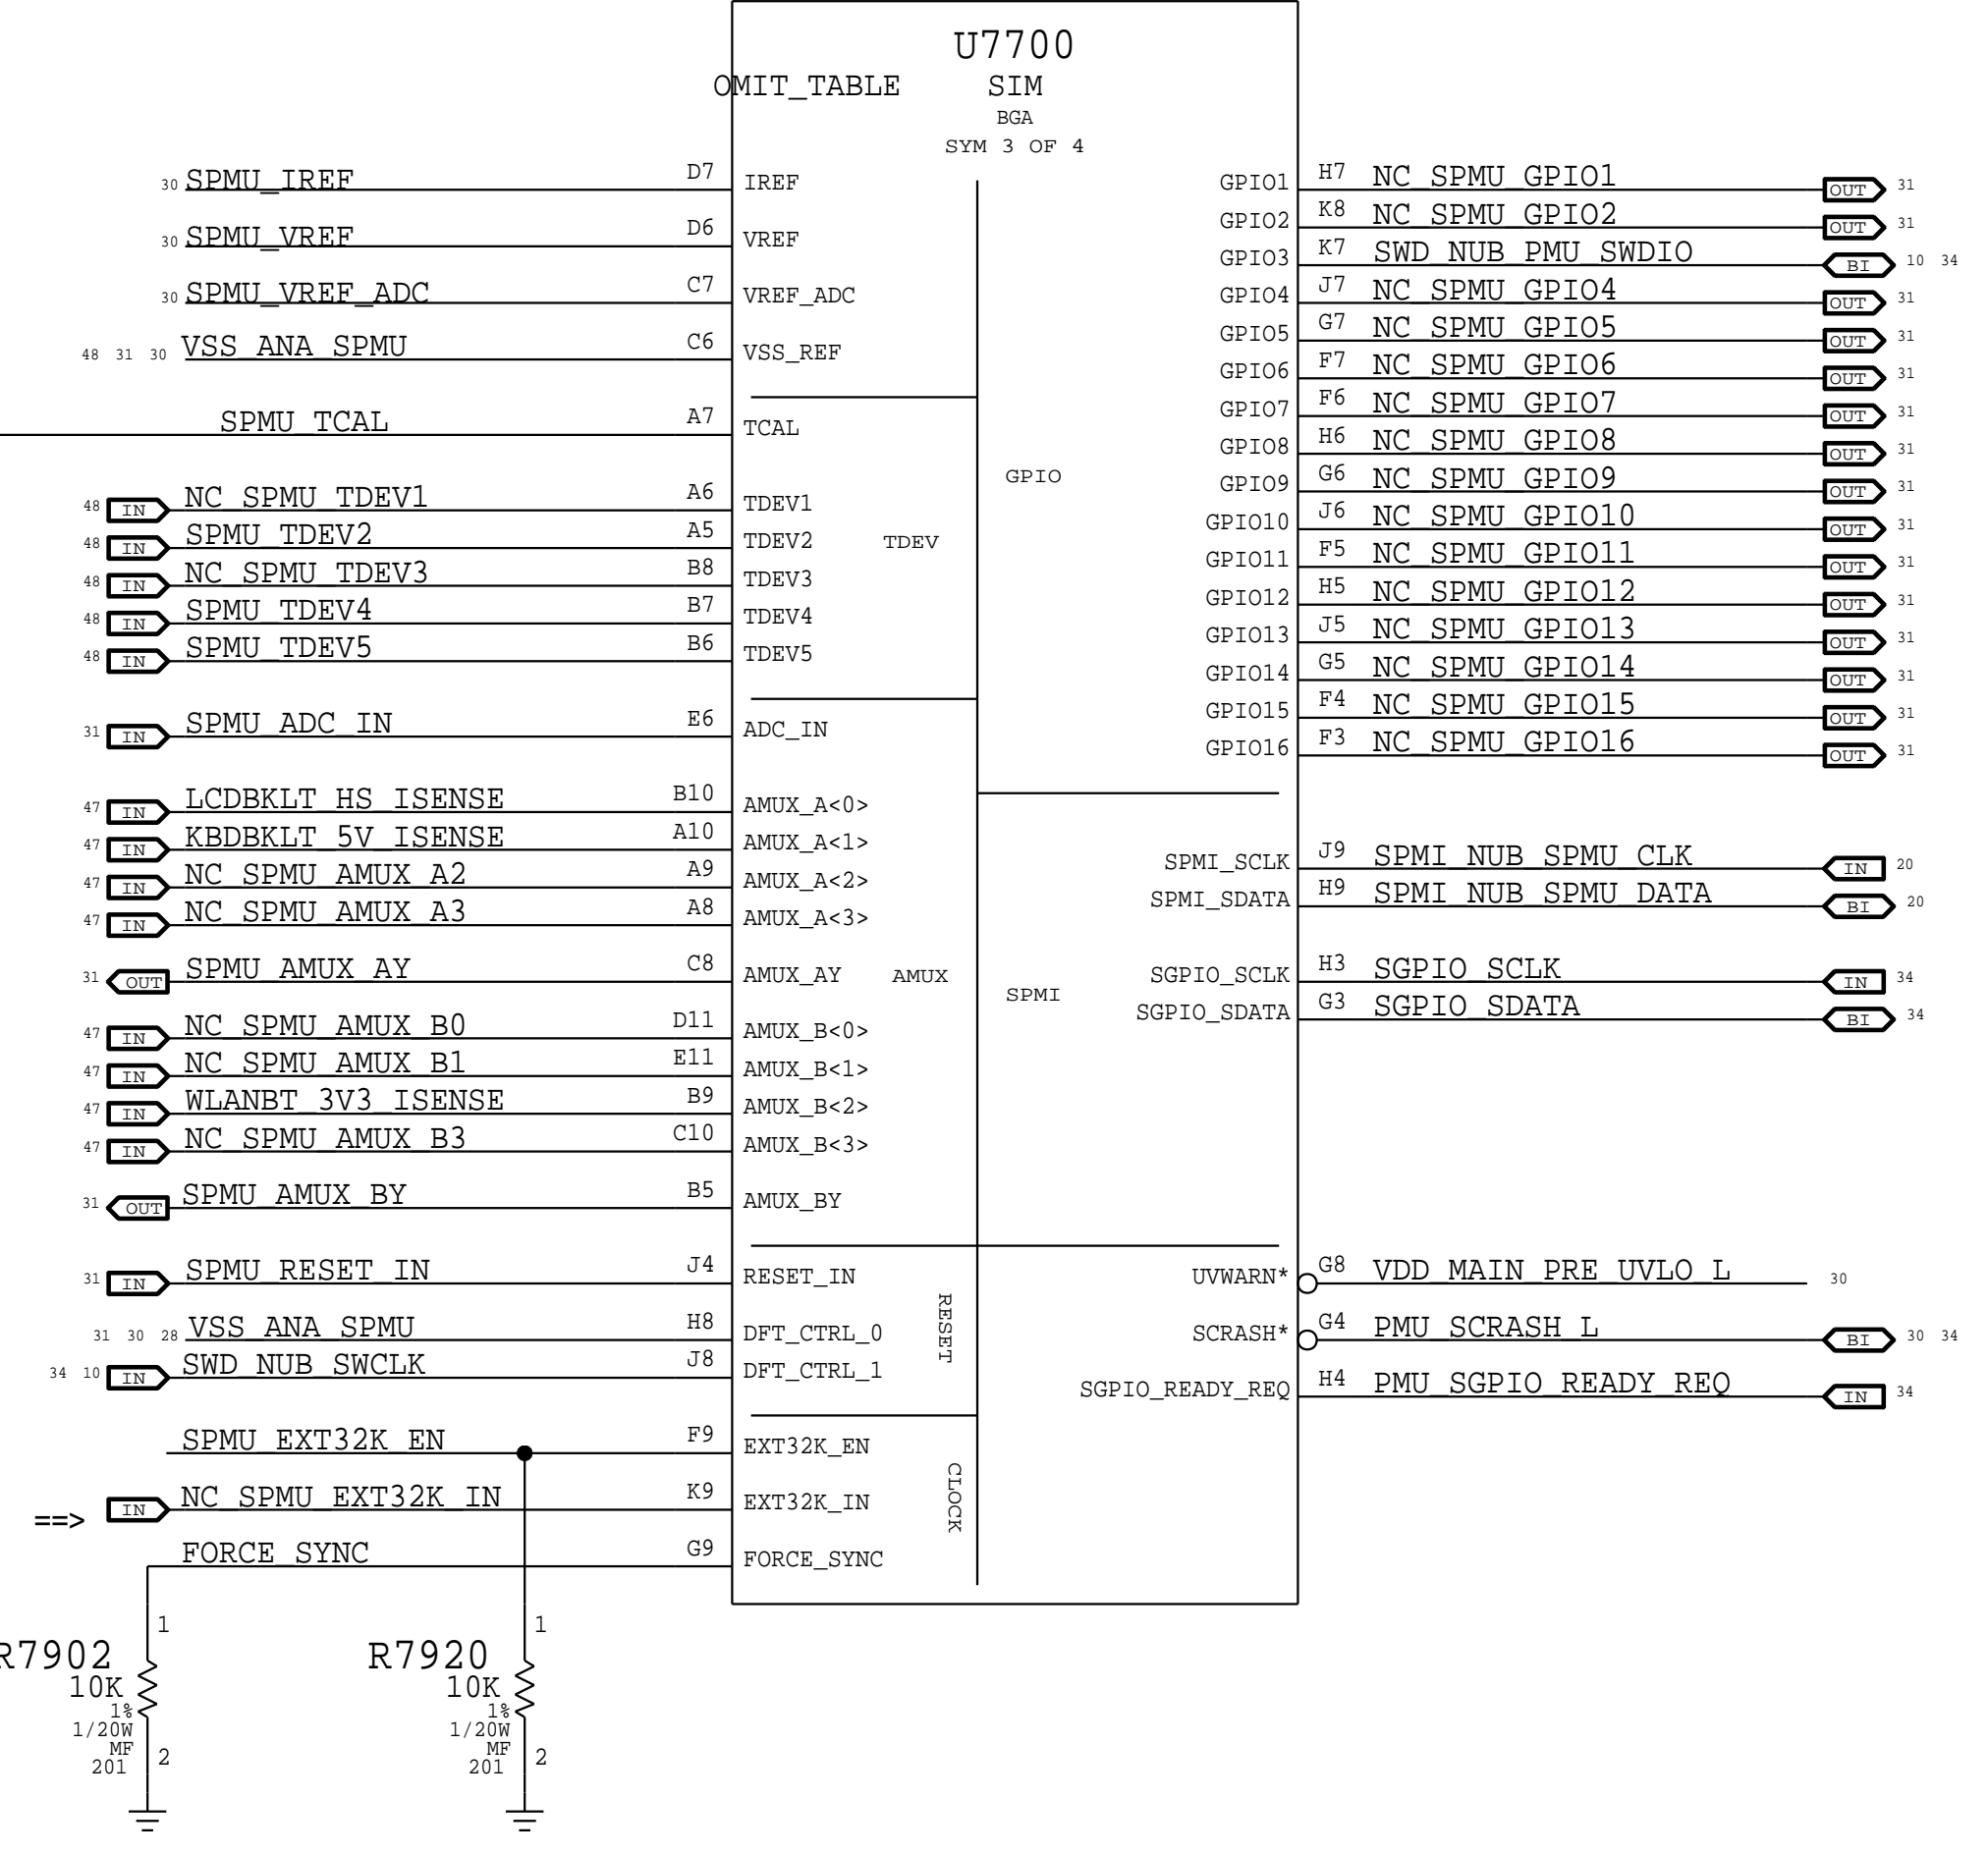 U7700
OMIT_TABLE SIM
BGA
SYM 3 OF 4
30 SPMU_IREF D7 IREF
30 SPMU_VREF D6 VREF
30 SPMU_VREF_ADC C7 VREF_ADC
48 31 30 VSS_ANA_SPMU C6 VSS_REF
SPMU_TCAL A7 TCAL
48 IN NC_SPMU_TDEV1 A6 TDEV1
48 IN SPMU_TDEV2 A5 TDEV2
TDEV
48 IN NC_SPMU_TDEV3 B8 TDEV3
48 IN SPMU_TDEV4 B7 TDEV4
48 IN SPMU_TDEV5 B6 TDEV5
31 IN SPMU_ADC_IN E6 ADC_IN
47 IN LCDBKLT_HS_ISENSE B10 AMUX_A<0>
47 IN KBDBKLT_5V_ISENSE A10 AMUX_A<1>
47 IN NC_SPMU_AMUX_A2 A9 AMUX_A<2>
47 IN NC_SPMU_AMUX_A3 A8 AMUX_A<3>
31 OUT SPMU_AMUX_AY C8 AMUX_AY
AMUX
47 IN NC_SPMU_AMUX_B0 D11 AMUX_B<0>
47 IN NC_SPMU_AMUX_B1 E11 AMUX_B<1>
47 IN WLANBT_3V3_ISENSE B9 AMUX_B<2>
47 IN NC_SPMU_AMUX_B3 C10 AMUX_B<3>
31 OUT SPMU_AMUX_BY B5 AMUX_BY
31 IN SPMU_RESET_IN J4 RESET_IN
31 30 28 VSS_ANA_SPMU H8 DFT_CTRL_0
34 10 IN SWD_NUB_SWCLK J8 DFT_CTRL_1
RESET
SPMU_EXT32K_EN F9 EXT32K_EN
==> IN NC_SPMU_EXT32K_IN K9 EXT32K_IN
FORCE_SYNC G9 FORCE_SYNC
CLOCK
GPIO1 H7 NC_SPMU_GPIO1 OUT 31
GPIO2 K8 NC_SPMU_GPIO2 OUT 31
GPIO3 K7 SWD_NUB_PMU_SWDIO BI 10 34
GPIO4 J7 NC_SPMU_GPIO4 OUT 31
GPIO5 G7 NC_SPMU_GPIO5 OUT 31
GPIO6 F7 NC_SPMU_GPIO6 OUT 31
GPIO7 F6 NC_SPMU_GPIO7 OUT 31
GPIO8 H6 NC_SPMU_GPIO8 OUT 31
GPIO
GPIO9 G6 NC_SPMU_GPIO9 OUT 31
GPIO10 J6 NC_SPMU_GPIO10 OUT 31
GPIO11 F5 NC_SPMU_GPIO11 OUT 31
GPIO12 H5 NC_SPMU_GPIO12 OUT 31
GPIO13 J5 NC_SPMU_GPIO13 OUT 31
GPIO14 G5 NC_SPMU_GPIO14 OUT 31
GPIO15 F4 NC_SPMU_GPIO15 OUT 31
GPIO16 F3 NC_SPMU_GPIO16 OUT 31
SPMI_SCLK J9 SPMI_NUB_SPMU_CLK IN 20
SPMI_SDATA H9 SPMI_NUB_SPMU_DATA BI 20
SGPIO_SCLK H3 SGPIO_SCLK IN 34
SPMI
SGPIO_SDATA G3 SGPIO_SDATA BI 34
UVWARN* G8 VDD_MAIN_PRE_UVLO_L 30
SCRASH* G4 PMU_SCRASH_L BI 30 34
SGPIO_READY_REQ H4 PMU_SGPIO_READY_REQ IN 34
1
R7902
10K
1%
1/20W
MF
201
2
1
R7920
10K
1%
1/20W
MF
201
2